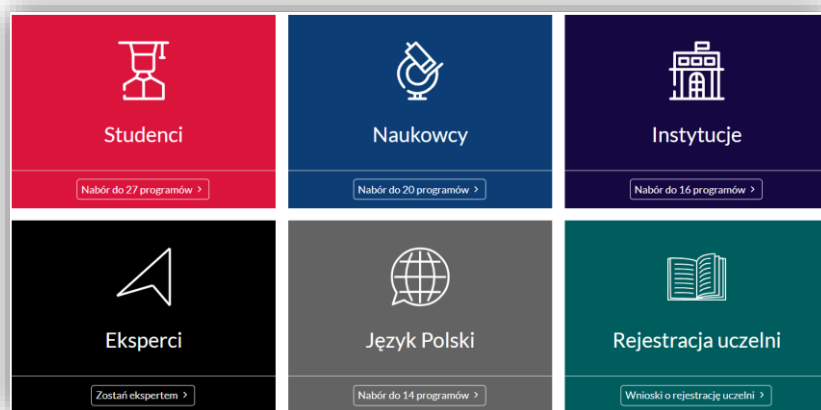 Studenci
Nabór do 27 programów >
Naukowcy
Nabór do 20 programów >
Instytucje
Nabór do 16 programów >
Eksperci
Zostań ekspertem >
Język Polski
Nabór do 14 programów >
Rejestracja uczelni
Wnioski o rejestrację uczelni >